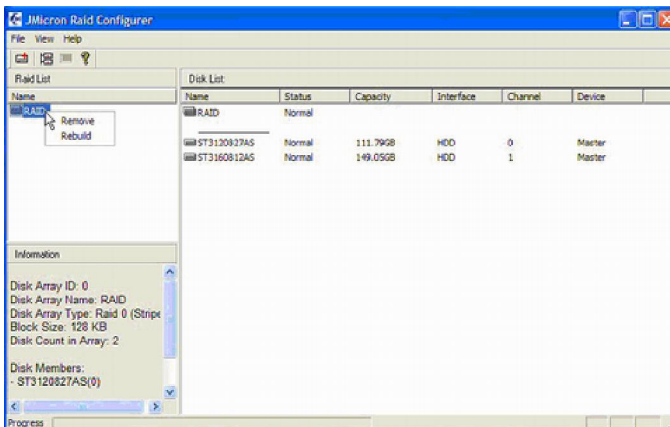 JMicron Raid Configurer
File View Help
Raid List
Name
RAID
Remove
Rebuild
Disk List
Name Status Capacity Interface Channel Device
RAID Normal
ST3120827AS Normal 111.79GB HDD 0 Master
ST3160812AS Normal 149.05GB HDD 1 Master
Information
Disk Array ID: 0
Disk Array Name: RAID
Disk Array Type: Raid 0 (Stripe
Block Size: 128 KB
Disk Count in Array: 2
Disk Members:
- ST3120827AS(0)
Progress